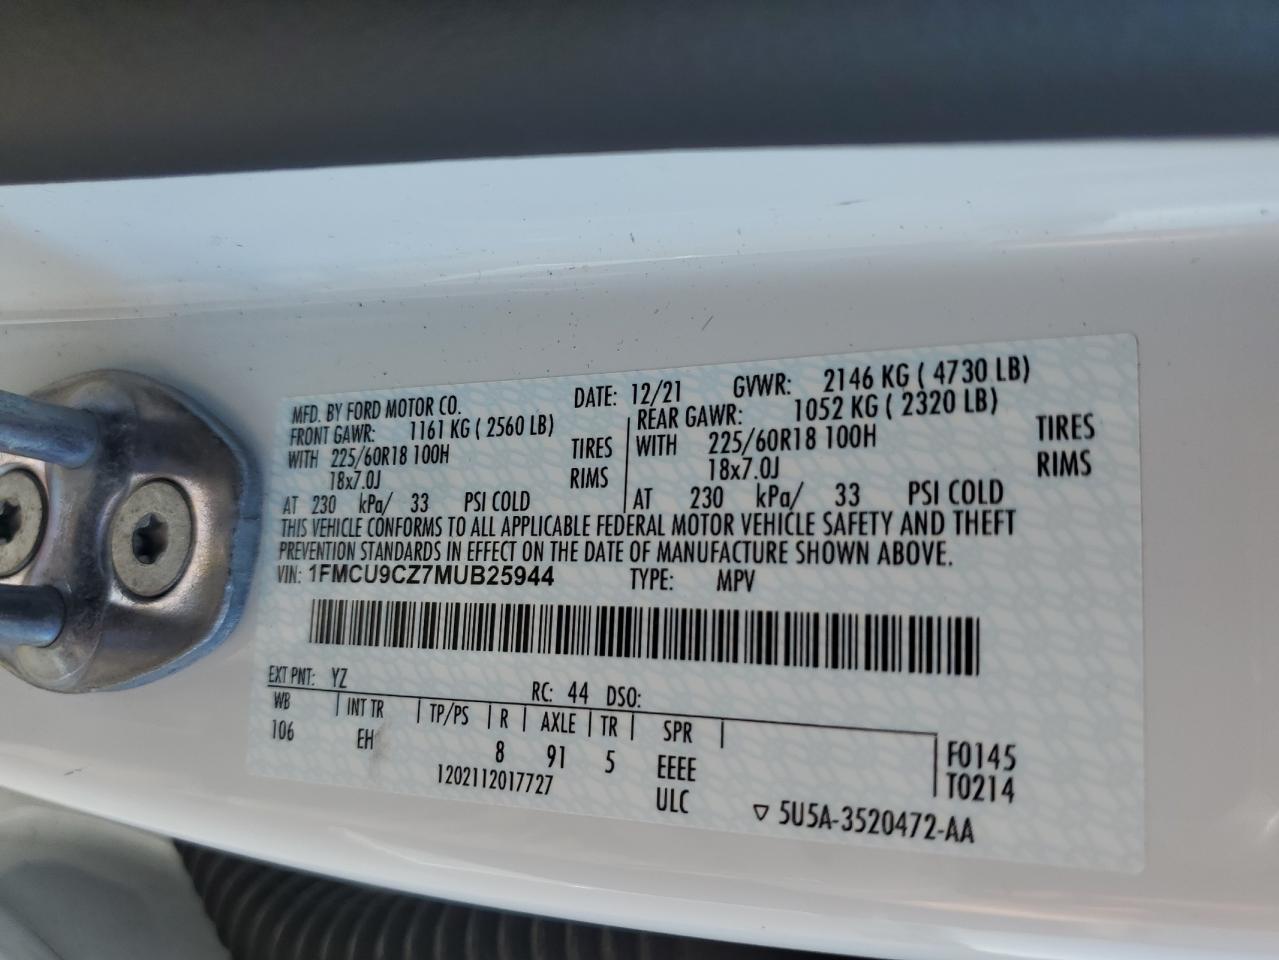 MFD. BY FORD MOTOR CO. DATE: 12/21 GVWR: 2146 KG ( 4730 LB)
FRONT GAWR: 1161 KG ( 2560 LB) REAR GAWR: 1052 KG ( 2320 LB)
WITH 225/60R18 100H TIRES WITH 225/60R18 100H TIRES
18x7.0J RIMS 18x7.0J RIMS
AT 230 kPa/ 33 PSI COLD AT 230 kPa/ 33 PSI COLD
THIS VEHICLE CONFORMS TO ALL APPLICABLE FEDERAL MOTOR VEHICLE SAFETY AND THEFT
PREVENTION STANDARDS IN EFFECT ON THE DATE OF MANUFACTURE SHOWN ABOVE.
VIN: 1FMCU9CZ7MUB25944 TYPE: MPV
EXT PNT: YZ RC: 44 DSO:
WB INT TR TP/PS R AXLE TR SPR
106 EH 8 91 5 EEEE F0145
1202112017727 ULC T0214
5U5A-3520472-AA